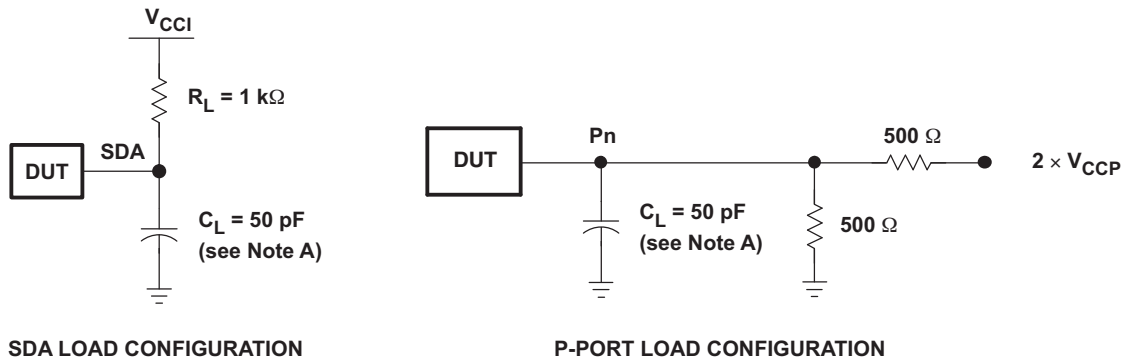 VCCI
RL = 1 kΩ
SDA
DUT
CL = 50 pF
(see Note A)
SDA LOAD CONFIGURATION
DUT
Pn
500 Ω
2 × VCCP
CL = 50 pF
(see Note A)
500 Ω
P-PORT LOAD CONFIGURATION